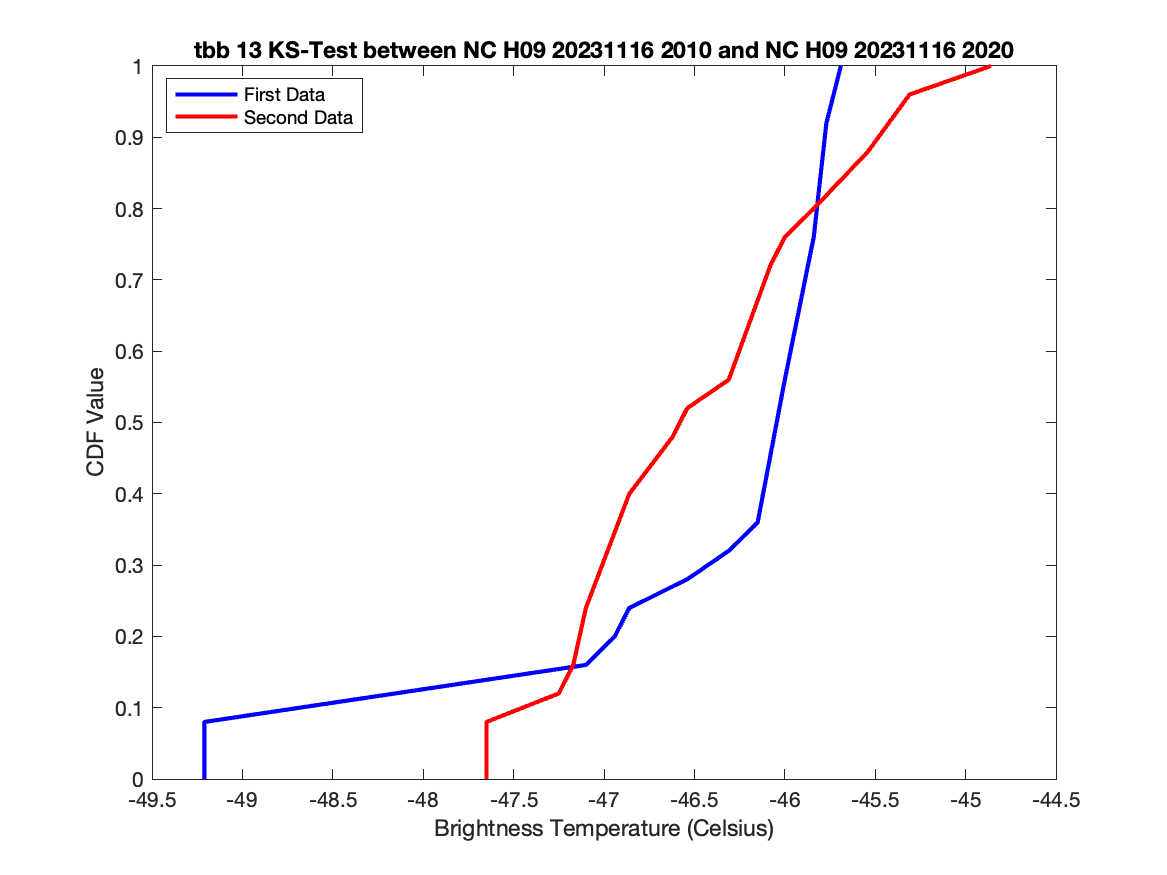 tbb 13 KS-Test between NC H09 20231116 2010 and NC H09 20231116 2020
First Data
Second Data
1
0.9
0.8
0.7
0.6
0.5
0.4
0.3
0.2
0.1
0
CDF Value
-49.5 -49 -48.5 -48 -47.5 -47 -46.5 -46 -45.5 -45 -44.5
Brightness Temperature (Celsius)